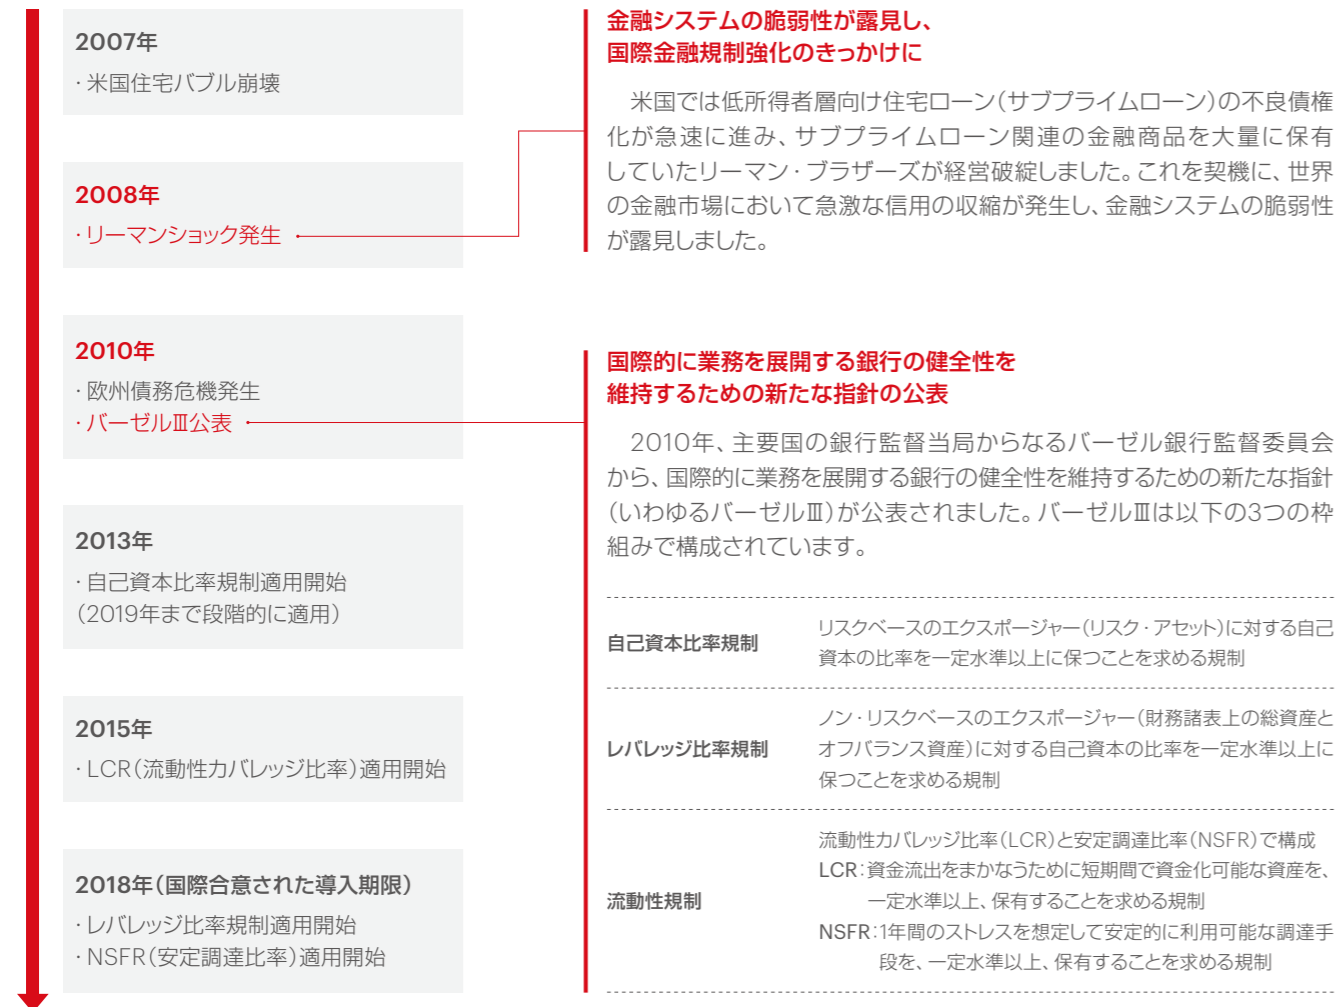 2007年
・米国住宅バブル崩壊
2008年
・リーマンショック発生
2010年
・欧州債務危機発生
・バーゼルⅢ公表
2013年
・自己資本比率規制適用開始
（2019年まで段階的に適用）
2015年
・LCR（流動性カバレッジ比率）適用開始
2018年（国際合意された導入期限）
・レバレッジ比率規制適用開始
・NSFR（安定調達比率）適用開始
金融システムの脆弱性が露見し、
国際金融規制強化のきっかけに
米国では低所得者層向け住宅ローン（サブプライムローン）の不良債権
化が急速に進み、サブプライムローン関連の金融商品を大量に保有
していたリーマン・ブラザーズが経営破綻しました。これを契機に、世界
の金融市場において急激な信用の収縮が発生し、金融システムの脆弱性
が露見しました。
国際的に業務を展開する銀行の健全性を
維持するための新たな指針の公表
2010年、主要国の銀行監督当局からなるバーゼル銀行監督委員会
から、国際的に業務を展開する銀行の健全性を維持するための新たな指針
（いわゆるバーゼルⅢ）が公表されました。バーゼルⅢは以下の3つの枠
組みで構成されています。
自己資本比率規制
リスクベースのエクスポージャー（リスク・アセット）に対する自己
資本の比率を一定水準以上に保つことを求める規制
レバレッジ比率規制
ノン・リスクベースのエクスポージャー（財務諸表上の総資産と
オフバランス資産）に対する自己資本の比率を一定水準以上に
保つことを求める規制
流動性規制
流動性カバレッジ比率（LCR）と安定調達比率（NSFR）で構成
LCR：資金流出をまかなうために短期間で資金化可能な資産を、
一定水準以上、保有することを求める規制
NSFR：1年間のストレスを想定して安定的に利用可能な調達手
段を、一定水準以上、保有することを求める規制